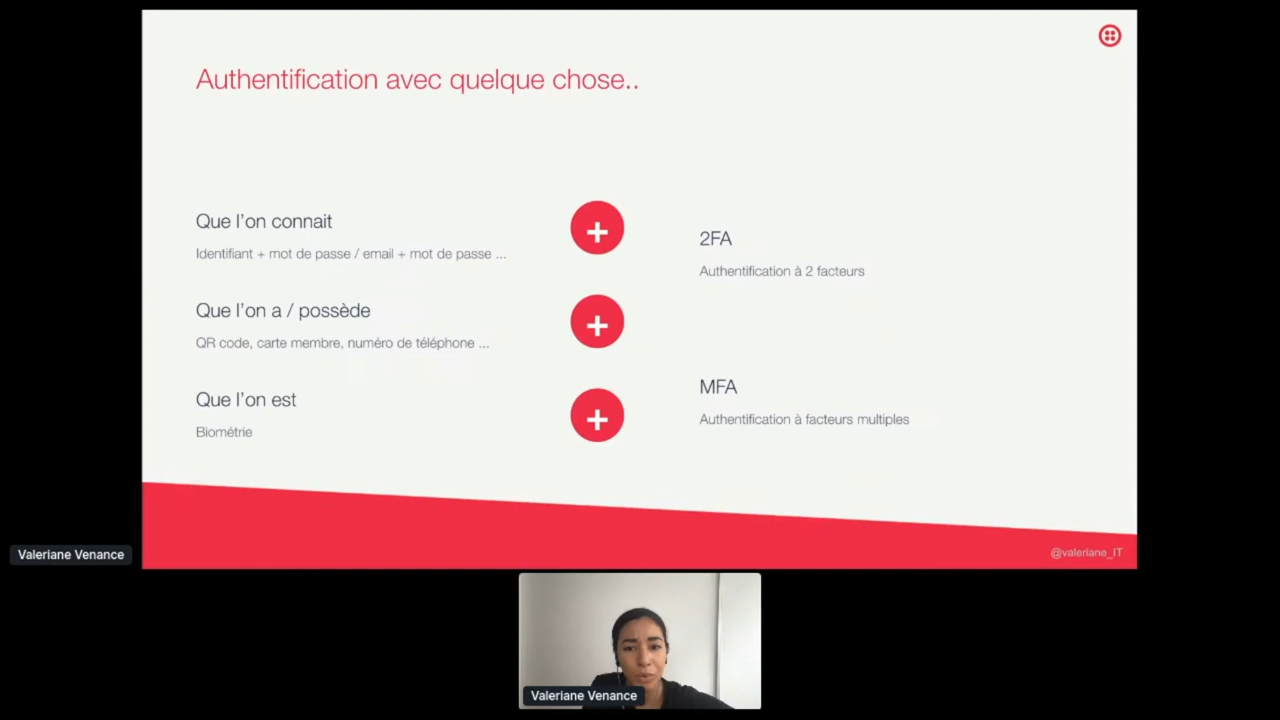 Authentification avec quelque chose..
Que l'on connait
Identifiant + mot de passe / email + mot de passe ...
Que l'on a / possède
QR code, carte membre, numéro de téléphone ...
Que l'on est
Biométrie
2FA
Authentification à 2 facteurs
MFA
Authentification à facteurs multiples
@valeriane_IT
Valeriane Venance
Valeriane Venance